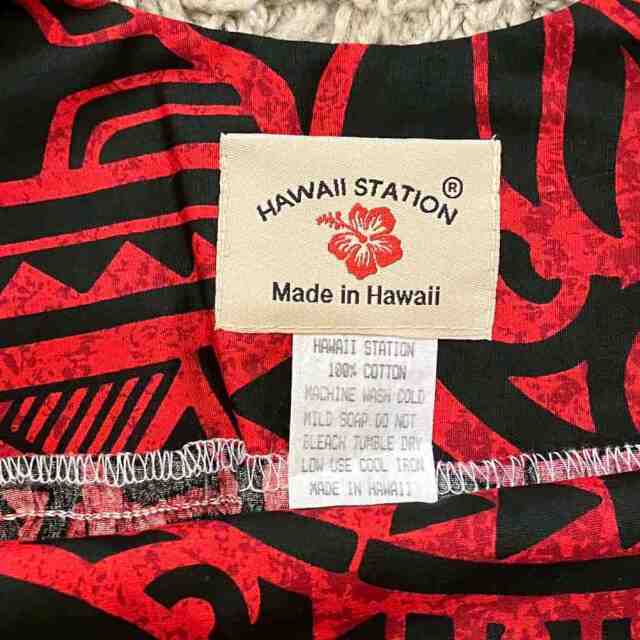 HAWAII STATION®
Made in Hawaii
HAWAII STATION
100% COTTON
MACHINE WASH COLD
MILD SOAP.DO NOT
BLEACH TUMBLE DRY
LOW USE COOL IRON
MADE IN HAWAII